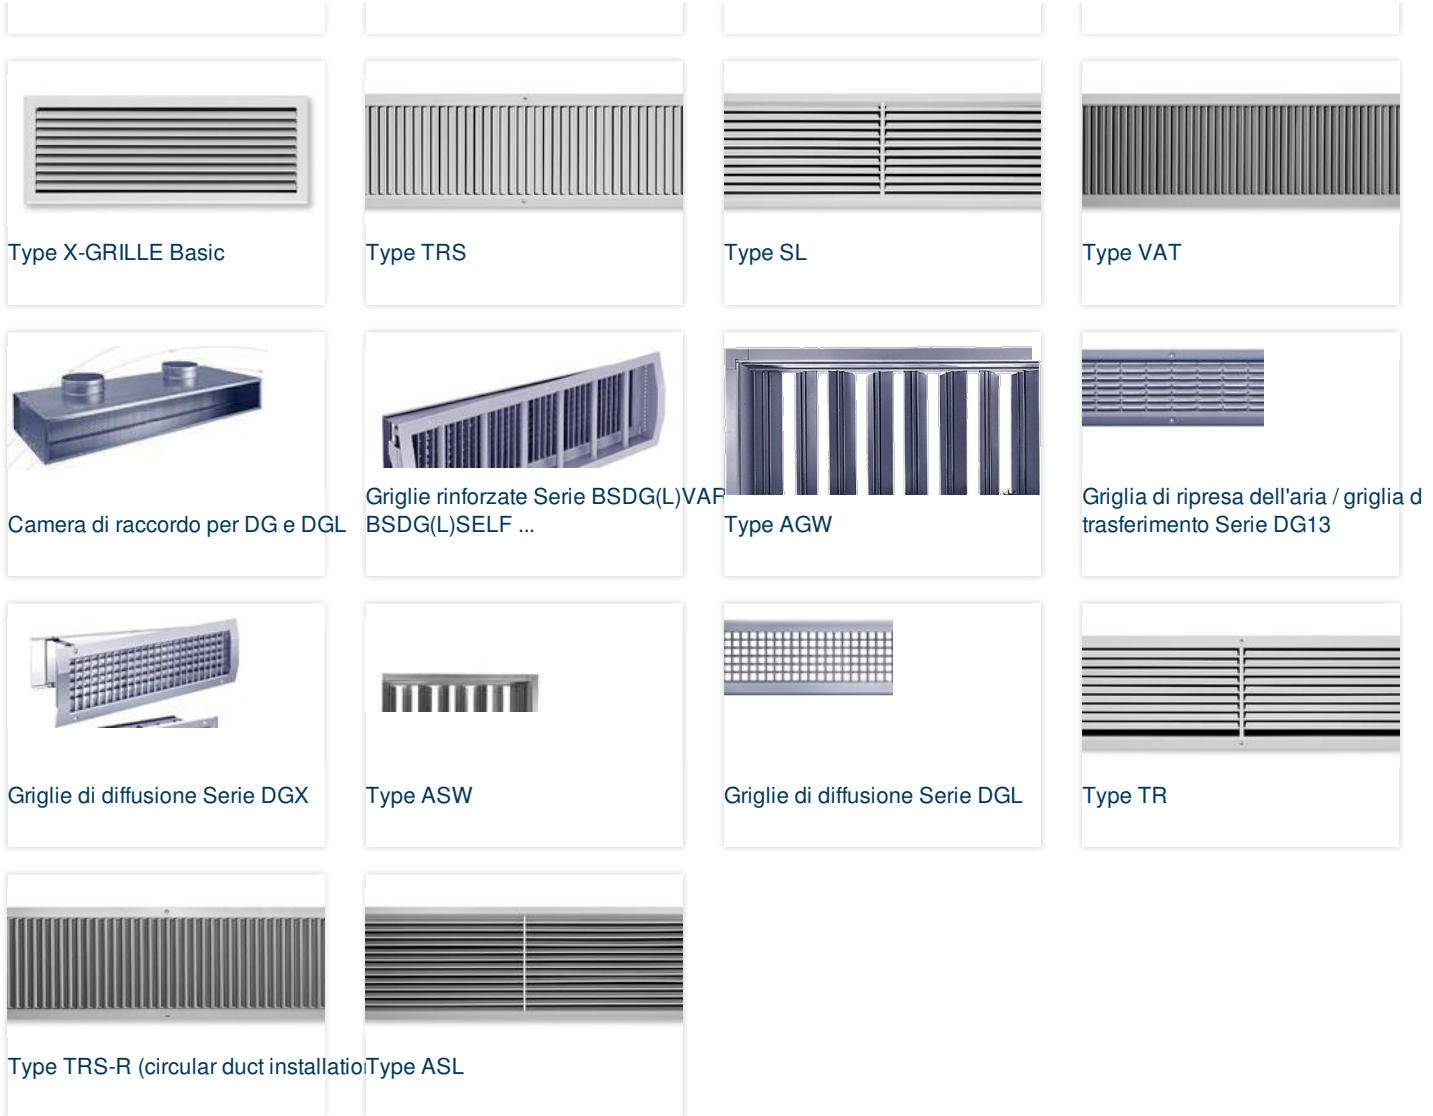 Type X-GRILLE Basic
Type TRS
Type SL
Type VAT
Camera di raccordo per DG e DGL
Griglie rinforzate Serie BSDG(L)VAR
BSDG(L)SELF ...
Type AGW
Griglia di ripresa dell'aria / griglia d
trasferimento Serie DG13
Griglie di diffusione Serie DGX
Type ASW
Griglie di diffusione Serie DGL
Type TR
Type TRS-R (circular duct installatio
Type ASL